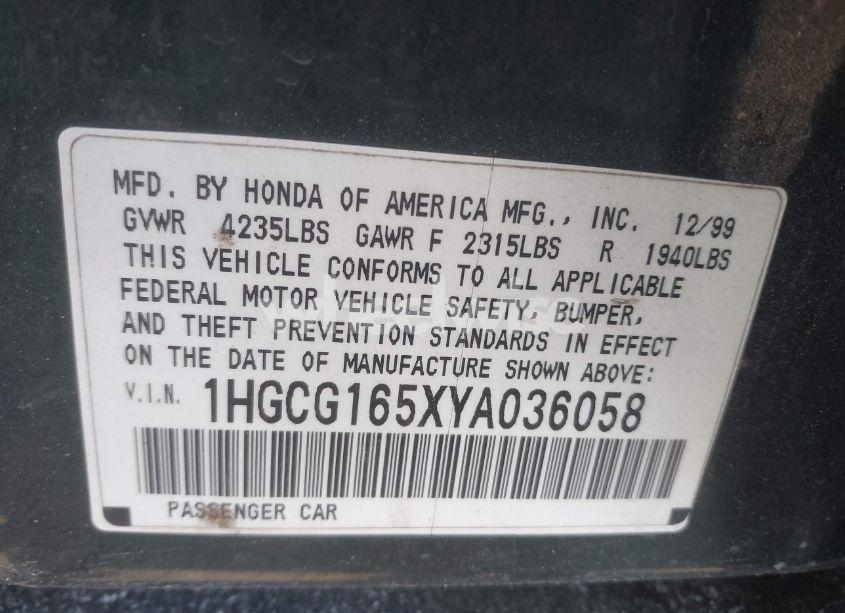 MFD. BY HONDA OF AMERICA MFG., INC. 12/99
GVWR 4235LBS GAWR F 2315LBS R 1940LBS
THIS VEHICLE CONFORMS TO ALL APPLICABLE
FEDERAL MOTOR VEHICLE SAFETY, BUMPER,
AND THEFT PREVENTION STANDARDS IN EFFECT
ON THE DATE OF MANUFACTURE SHOWN ABOVE:
V.I.N. 1HGCG165XYA036058
PASSENGER CAR